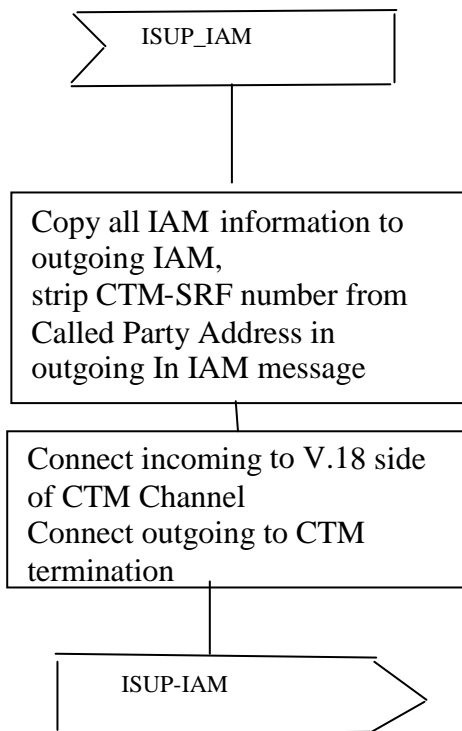 ISUP_IAM
Copy all IAM information to
outgoing IAM,
strip CTM-SRF number from
Called Party Address in
outgoing In IAM message
Connect incoming to V.18 side
of CTM Channel
Connect outgoing to CTM
termination
ISUP-IAM